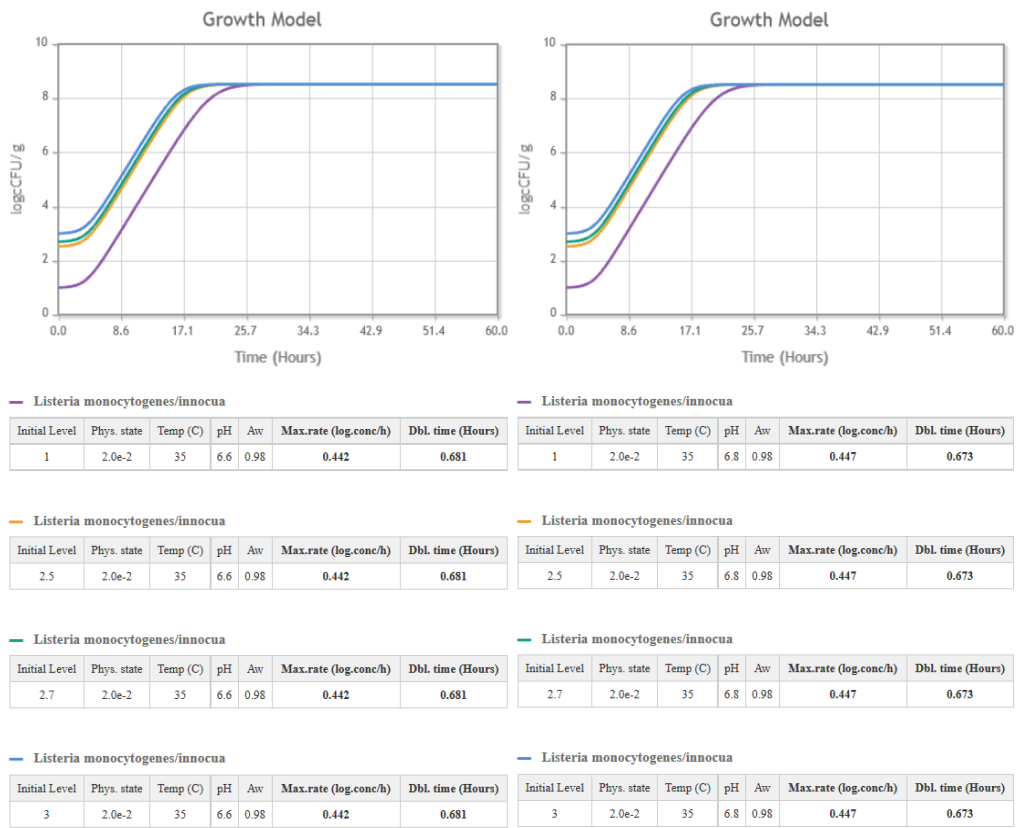 Growth Model
10
8
6
4
2
0
logcCFU/g
0.0 8.6 17.1 25.7 34.3 42.9 51.4 60.0
Time (Hours)
Listeria monocytogenes/innocua
Initial Level Phys. state Temp (C) pH Aw Max.rate (log.conc/h) Dbl. time (Hours)
1 2.0e-2 35 6.6 0.98 0.442 0.681
Listeria monocytogenes/innocua
Initial Level Phys. state Temp (C) pH Aw Max.rate (log.conc/h) Dbl. time (Hours)
2.5 2.0e-2 35 6.6 0.98 0.442 0.681
Listeria monocytogenes/innocua
Initial Level Phys. state Temp (C) pH Aw Max.rate (log.conc/h) Dbl. time (Hours)
2.7 2.0e-2 35 6.6 0.98 0.442 0.681
Listeria monocytogenes/innocua
Initial Level Phys. state Temp (C) pH Aw Max.rate (log.conc/h) Dbl. time (Hours)
3 2.0e-2 35 6.6 0.98 0.442 0.681
Growth Model
10
8
6
4
2
0
logcCFU/g
0.0 8.6 17.1 25.7 34.3 42.9 51.4 60.0
Time (Hours)
Listeria monocytogenes/innocua
Initial Level Phys. state Temp (C) pH Aw Max.rate (log.conc/h) Dbl. time (Hours)
1 2.0e-2 35 6.8 0.98 0.447 0.673
Listeria monocytogenes/innocua
Initial Level Phys. state Temp (C) pH Aw Max.rate (log.conc/h) Dbl. time (Hours)
2.5 2.0e-2 35 6.8 0.98 0.447 0.673
Listeria monocytogenes/innocua
Initial Level Phys. state Temp (C) pH Aw Max.rate (log.conc/h) Dbl. time (Hours)
2.7 2.0e-2 35 6.8 0.98 0.447 0.673
Listeria monocytogenes/innocua
Initial Level Phys. state Temp (C) pH Aw Max.rate (log.conc/h) Dbl. time (Hours)
3 2.0e-2 35 6.8 0.98 0.447 0.673